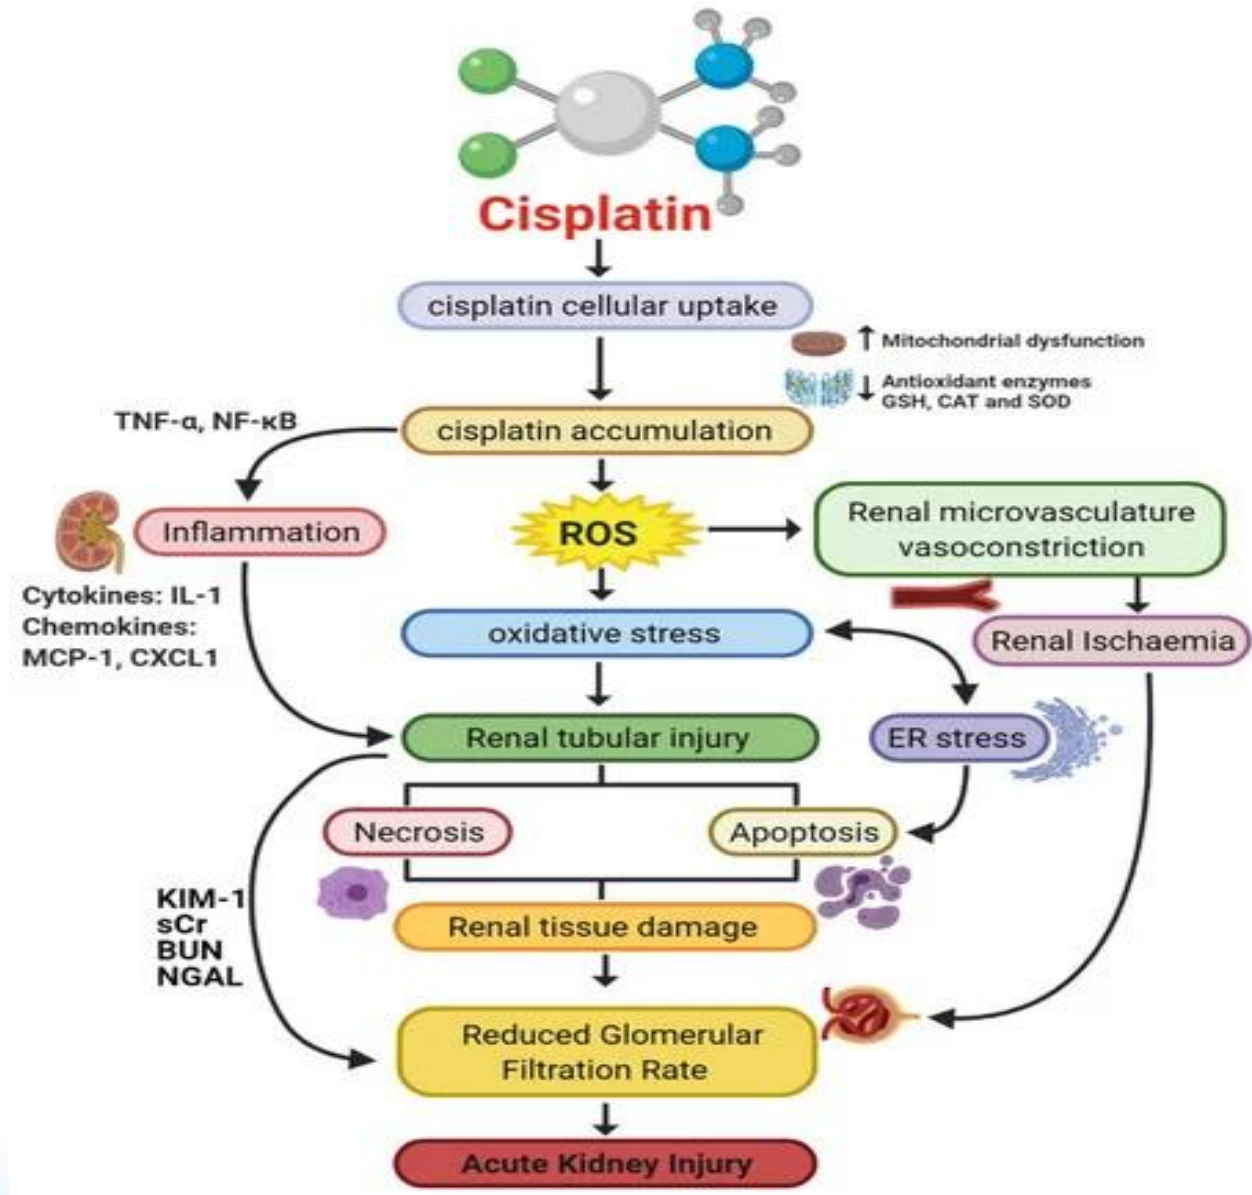 Cisplatin
cisplatin cellular uptake
Mitochondrial dysfunction
Antioxidant enzymes
GSH, CAT and SOD
TNF-α, NF-κB
cisplatin accumulation
Inflammation
ROS
Renal microvasculature
vasoconstriction
Cytokines: IL-1
Chemokines:
MCP-1, CXCL1
oxidative stress
Renal Ischaemia
Renal tubular injury
ER stress
Necrosis
Apoptosis
KIM-1
sCr
BUN
NGAL
Renal tissue damage
Reduced Glomerular
Filtration Rate
Acute Kidney Injury